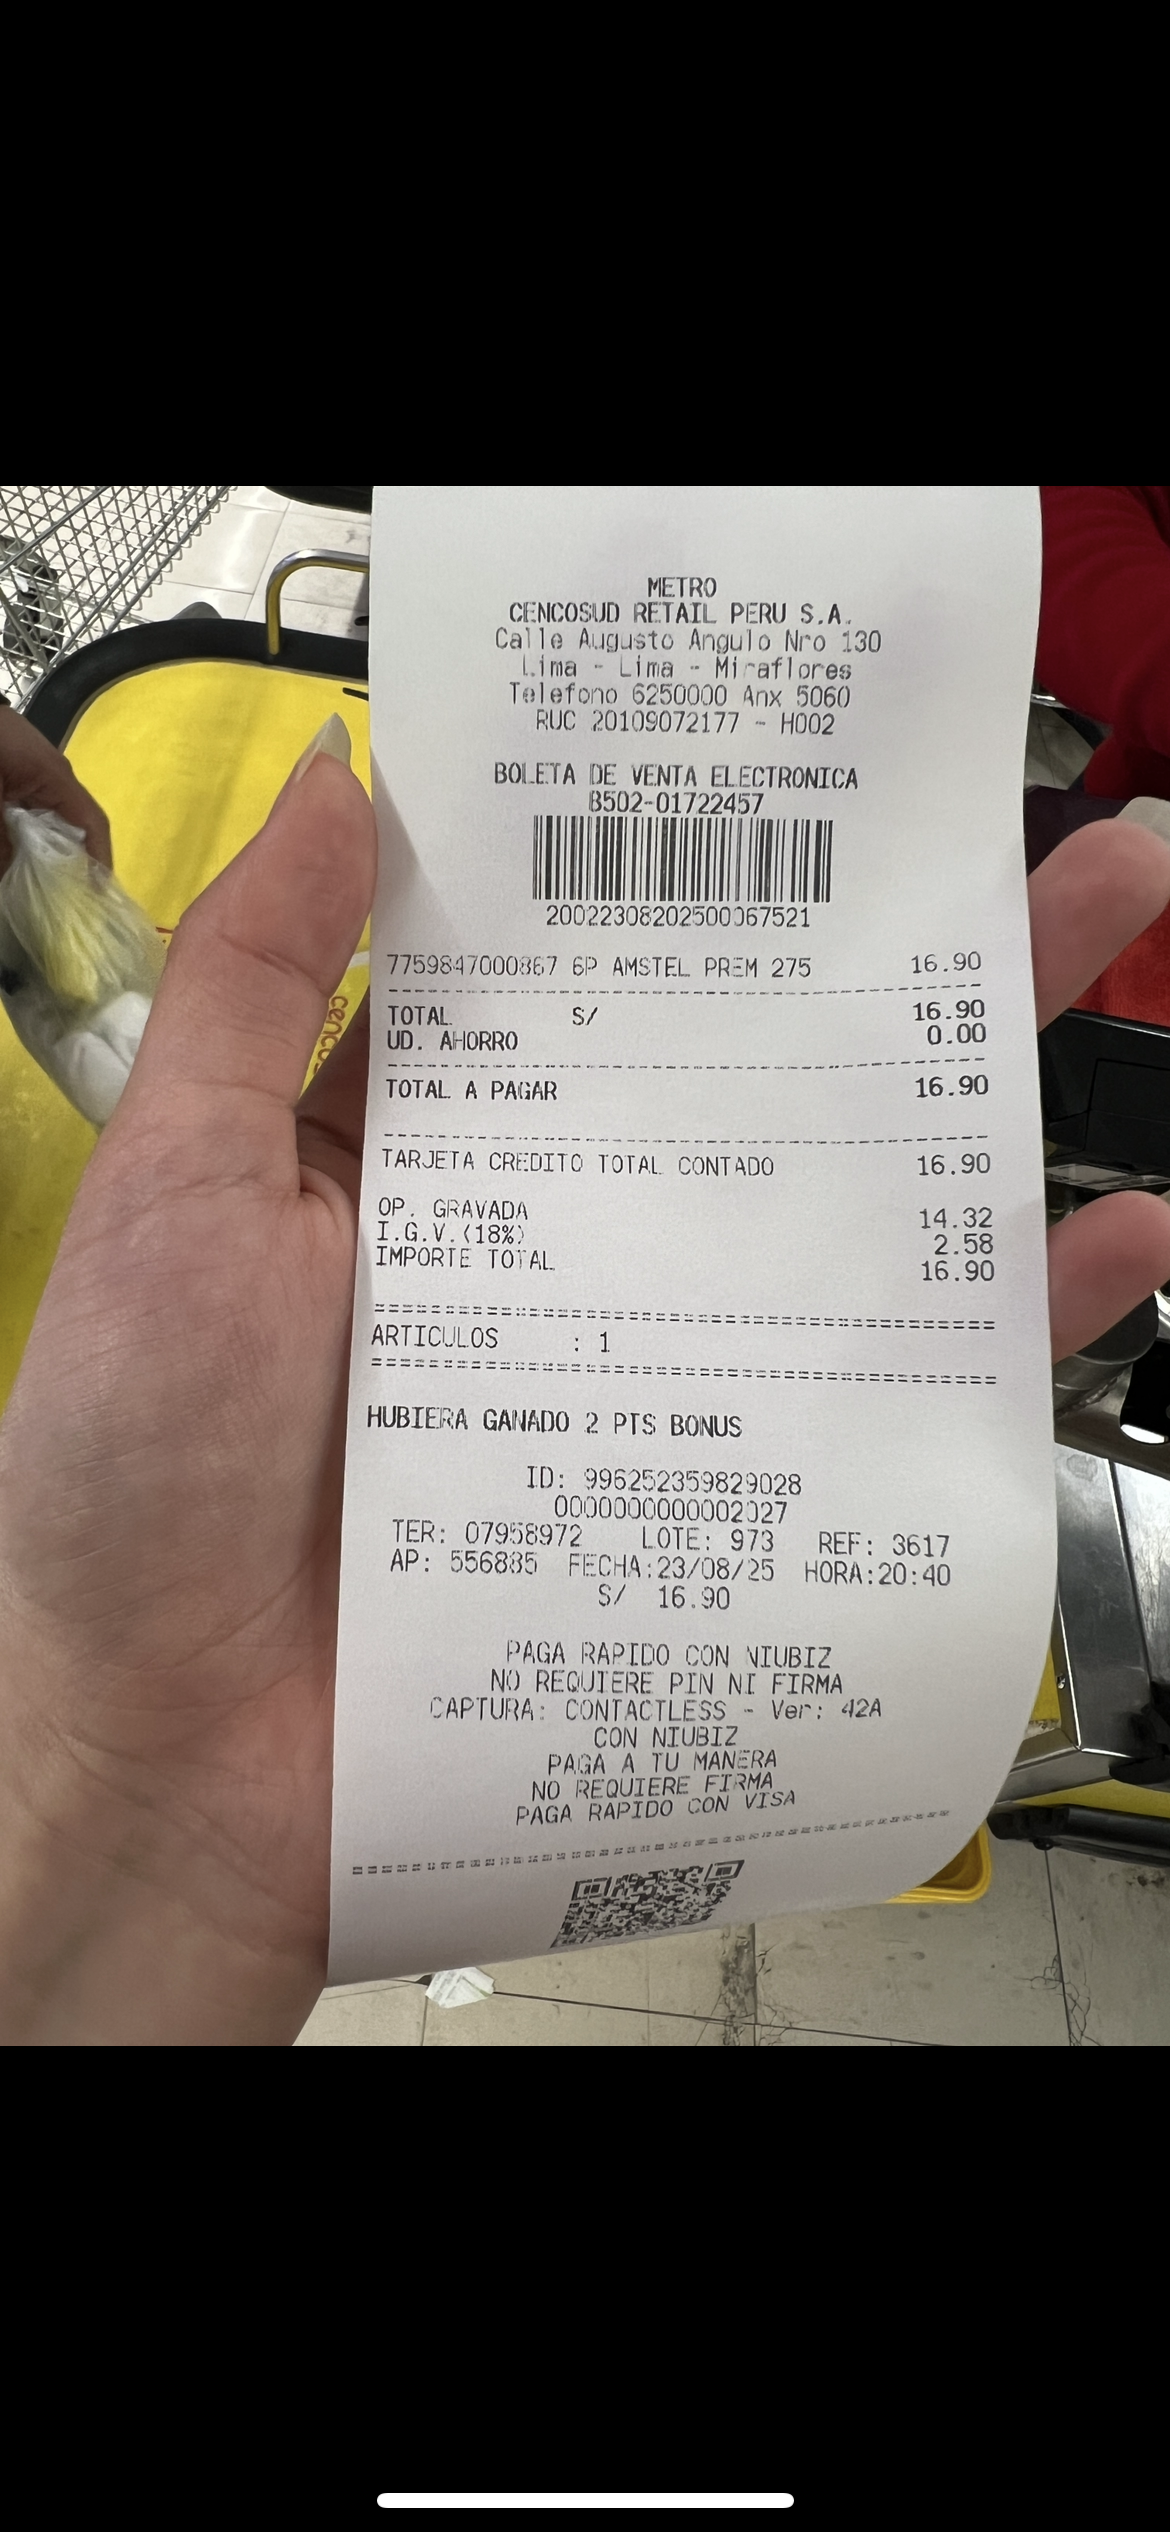 METRO
CENCOSUD RETAIL PERU S.A.
Calle Augusto Angulo Nro 130
Lima - Lima - Miraflores
Telefono 6250000 Anx 5060
RUC 20109072177 - H002
BOLETA DE VENTA ELECTRONICA
B502-01722457
20022308202500067521
7759847000867 6P AMSTEL PREM 275 16.90
TOTAL S/ 16.90
UD. AHORRO 0.00
TOTAL A PAGAR 16.90
TARJETA CREDITO TOTAL CONTADO 16.90
OP. GRAVADA 14.32
I.G.V.(18%) 2.58
IMPORTE TOTAL 16.90
ARTICULOS : 1
HUBIERA GANADO 2 PTS BONUS
ID: 996252359829028
0000000000002027
TER: 07958972 LOTE: 973 REF: 3617
AP: 556885 FECHA:23/08/25 HORA:20:40
S/ 16.90
PAGA RAPIDO CON NIUBIZ
NO REQUIERE PIN NI FIRMA
CAPTURA: CONTACTLESS - Ver: 42A
CON NIUBIZ
PAGA A TU MANERA
NO REQUIERE FIRMA
PAGA RAPIDO CON VISA